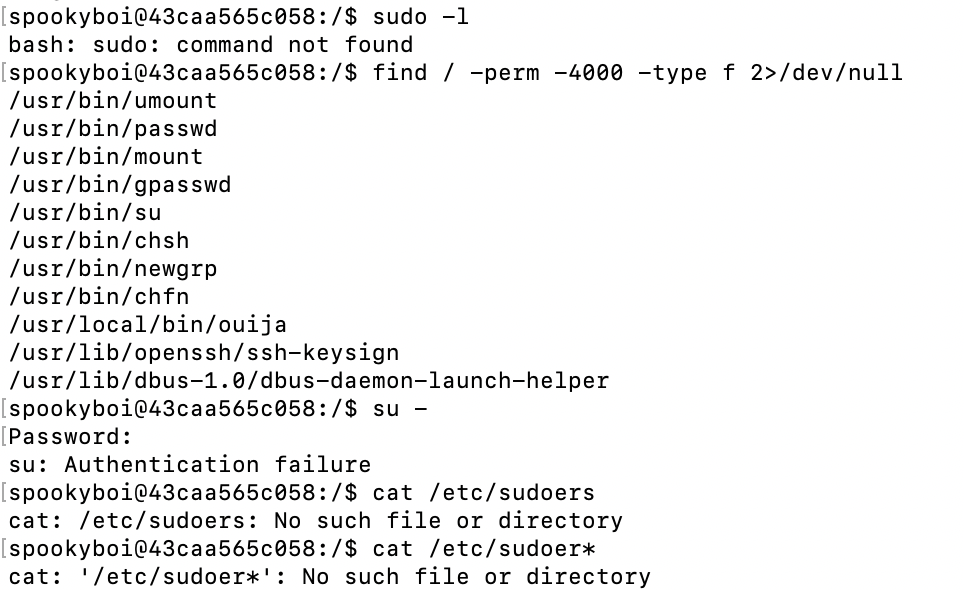 [spookyboi@43caa565c058:/$ sudo -l
bash: sudo: command not found
[spookyboi@43caa565c058:/$ find / -perm -4000 -type f 2>/dev/null
/usr/bin/umount
/usr/bin/passwd
/usr/bin/mount
/usr/bin/gpasswd
/usr/bin/su
/usr/bin/chsh
/usr/bin/newgrp
/usr/bin/chfn
/usr/local/bin/ouija
/usr/lib/openssh/ssh-keysign
/usr/lib/dbus-1.0/dbus-daemon-launch-helper
[spookyboi@43caa565c058:/$ su -
[Password:
su: Authentication failure
[spookyboi@43caa565c058:/$ cat /etc/sudoers
cat: /etc/sudoers: No such file or directory
[spookyboi@43caa565c058:/$ cat /etc/sudoer*
cat: '/etc/sudoer*': No such file or directory